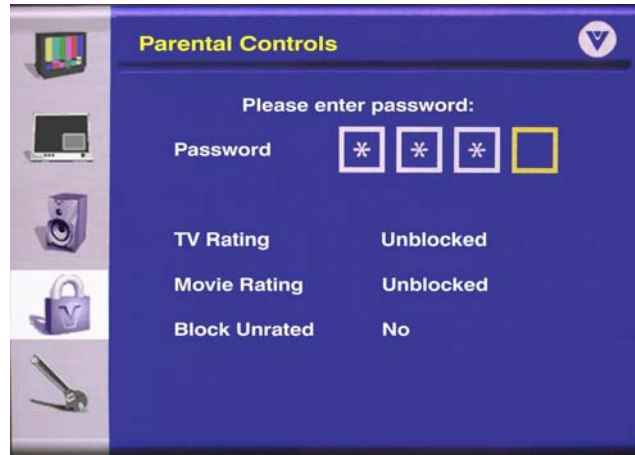 Parental Controls
V
Please enter password:
Password * * *
TV Rating Unblocked
Movie Rating Unblocked
Block Unrated No
V